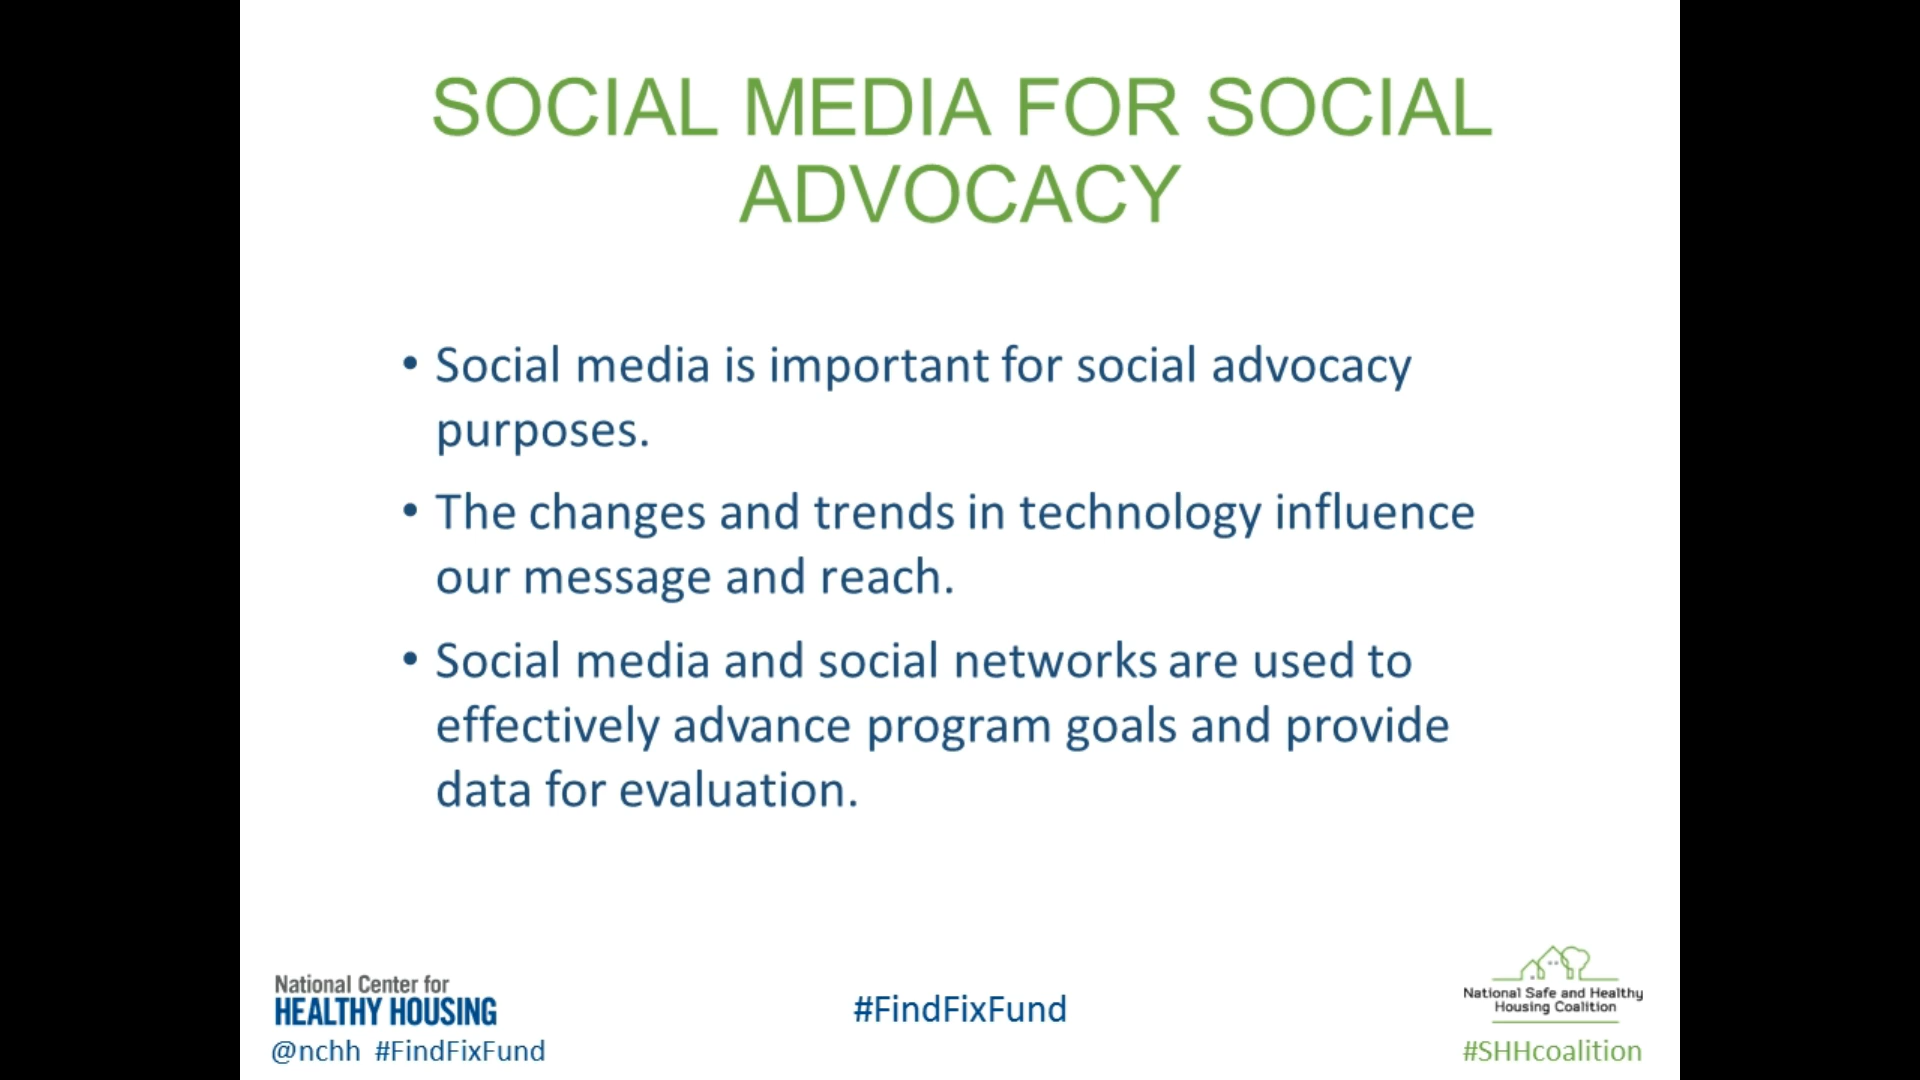 SOCIAL MEDIA FOR SOCIAL
ADVOCACY
• Social media is important for social advocacy
purposes.
• The changes and trends in technology influence
our message and reach.
• Social media and social networks are used to
effectively advance program goals and provide
data for evaluation.
National Center for
HEALTHY HOUSING
@nchh #FindFixFund
#FindFixFund
National Safe and Healthy
Housing Coalition
#SHHcoalition